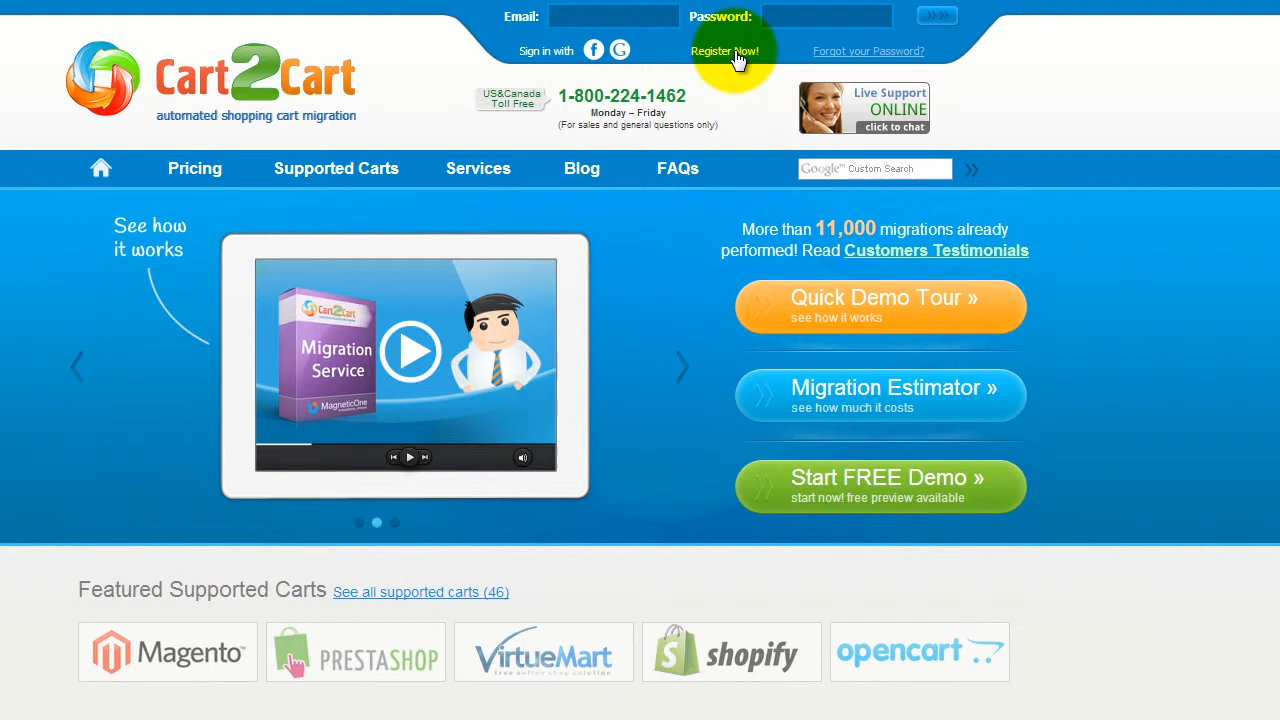 Email: Password:
Sign in with Register Now! Forgot your Password?
Cart2Cart
automated shopping cart migration
US&Canada
Toll Free
1-800-224-1462
Monday – Friday
(For sales and general questions only)
Live Support
ONLINE
click to chat
Pricing Supported Carts Services Blog FAQs
Google™ Custom Search
See how
it works
Cart2Cart
Migration
Service
MagneticOne
More than 11,000 migrations already
performed! Read Customers Testimonials
Quick Demo Tour »
see how it works
Migration Estimator »
see how much it costs
Start FREE Demo »
start now! free preview available
Featured Supported Carts See all supported carts (46)
Magento
PRESTASHOP
VirtueMart
free online shop solution
shopify
opencart